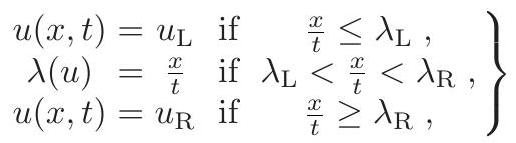 u(x, t) = u_L if x/t ≤ λ_L ,
λ(u) = x/t if λ_L < x/t < λ_R ,
u(x, t) = u_R if x/t ≥ λ_R , }